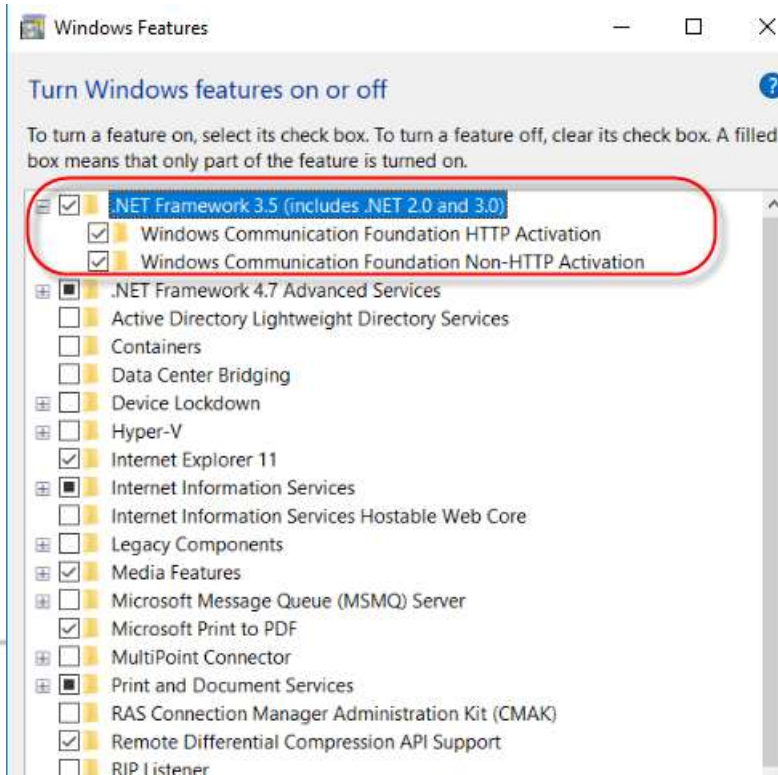 Windows Features
Turn Windows features on or off
To turn a feature on, select its check box. To turn a feature off, clear its check box. A filled
box means that only part of the feature is turned on.
.NET Framework 3.5 (includes .NET 2.0 and 3.0)
Windows Communication Foundation HTTP Activation
Windows Communication Foundation Non-HTTP Activation
.NET Framework 4.7 Advanced Services
Active Directory Lightweight Directory Services
Containers
Data Center Bridging
Device Lockdown
Hyper-V
Internet Explorer 11
Internet Information Services
Internet Information Services Hostable Web Core
Legacy Components
Media Features
Microsoft Message Queue (MSMQ) Server
Microsoft Print to PDF
MultiPoint Connector
Print and Document Services
RAS Connection Manager Administration Kit (CMAK)
Remote Differential Compression API Support
RIP Listener